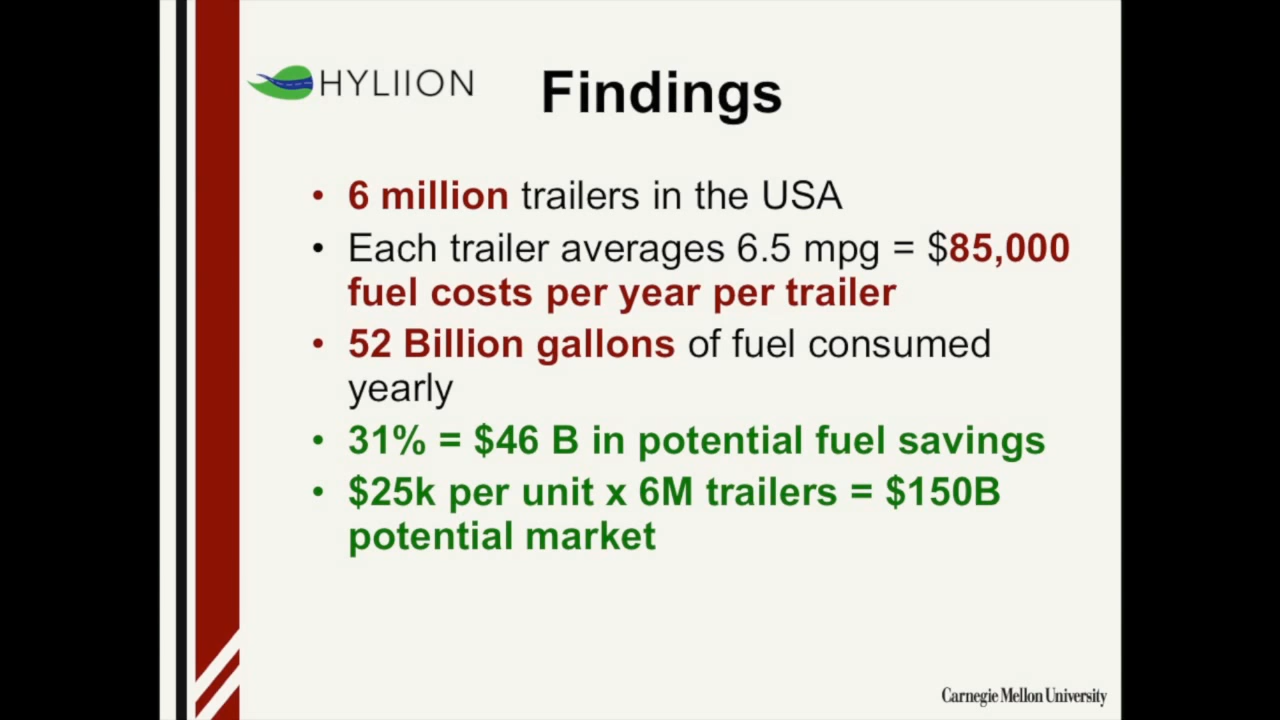 HYLIION
Findings
• 6 million trailers in the USA
• Each trailer averages 6.5 mpg = $85,000
fuel costs per year per trailer
• 52 Billion gallons of fuel consumed
yearly
• 31% = $46 B in potential fuel savings
• $25k per unit x 6M trailers = $150B
potential market
Carnegie Mellon University